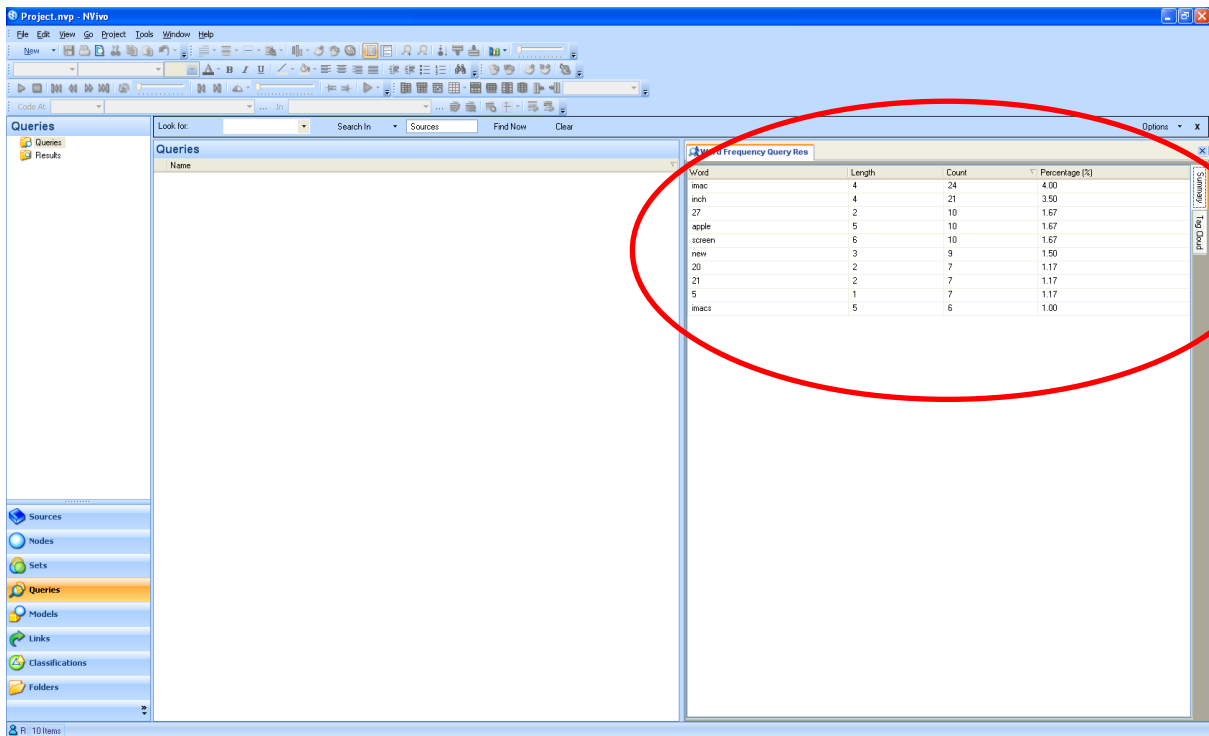 Project.nvp - NVivo
File Edit View Go Project Tools Window Help
New
A B I U
Code At In
Queries
Look for: Search In Sources Find Now Clear Options x
Queries
Results
Queries
Name
Word Frequency Query Res
Word Length Count Percentage (%)
imac 4 24 4.00
inch 4 21 3.50
27 2 10 1.67
apple 5 10 1.67
screen 6 10 1.67
new 3 9 1.50
20 2 7 1.17
21 2 7 1.17
5 1 7 1.17
imacs 5 6 1.00
Summary
Tag Cloud
Sources
Nodes
Sets
Queries
Models
Links
Classifications
Folders
R 10 Items